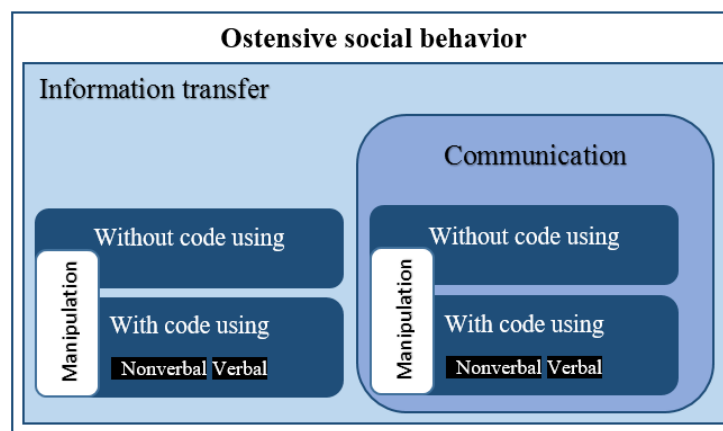 Ostensive social behavior
Information transfer
Communication
Without code using
Manipulation
With code using
Nonverbal Verbal
Without code using
Manipulation
With code using
Nonverbal Verbal